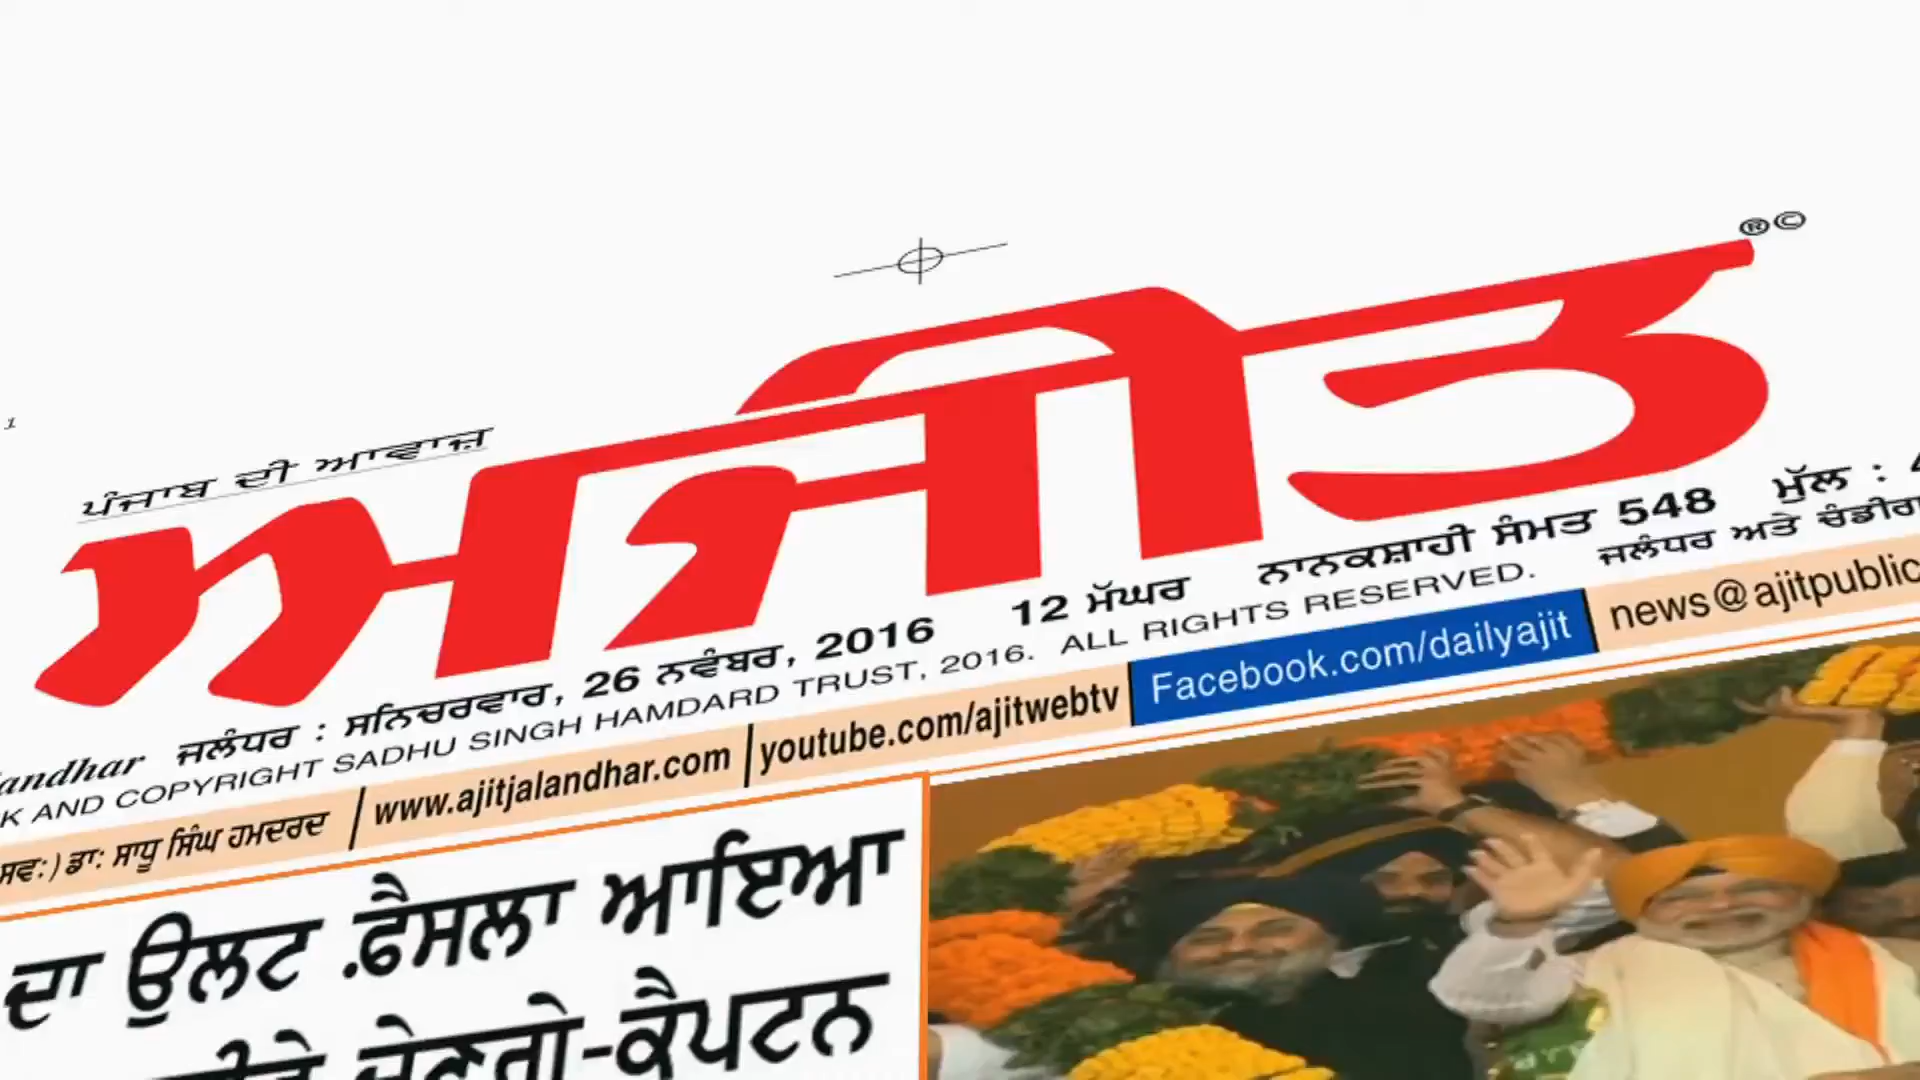 ®©
ਪੰਜਾਬ ਦੀ ਆਵਾਜ਼
ਅਜੀਤ
ਜਲੰਧਰ : ਸਨਿਚਰਵਾਰ, 26 ਨਵੰਬਰ, 2016 12 ਮੱਘਰ ਨਾਨਕਸ਼ਾਹੀ ਸੰਮਤ 548 ਮੁੱਲ :
AND COPYRIGHT SADHU SINGH HAMDARD TRUST, 2016. ALL RIGHTS RESERVED. ਜਲੰਧਰ ਅਤੇ
ਡਾ: ਸਾਧੂ ਸਿੰਘ ਹਮਦਰਦ www.ajitjalandhar.com youtube.com/ajitwebtv Facebook.com/dailyajit news@ajitpublic
ਦਾ ਉਲਟ ਫ਼ੈਸਲਾ ਆਇਆ
ਜੇਣਗੇ-ਕੈਪਟਨ